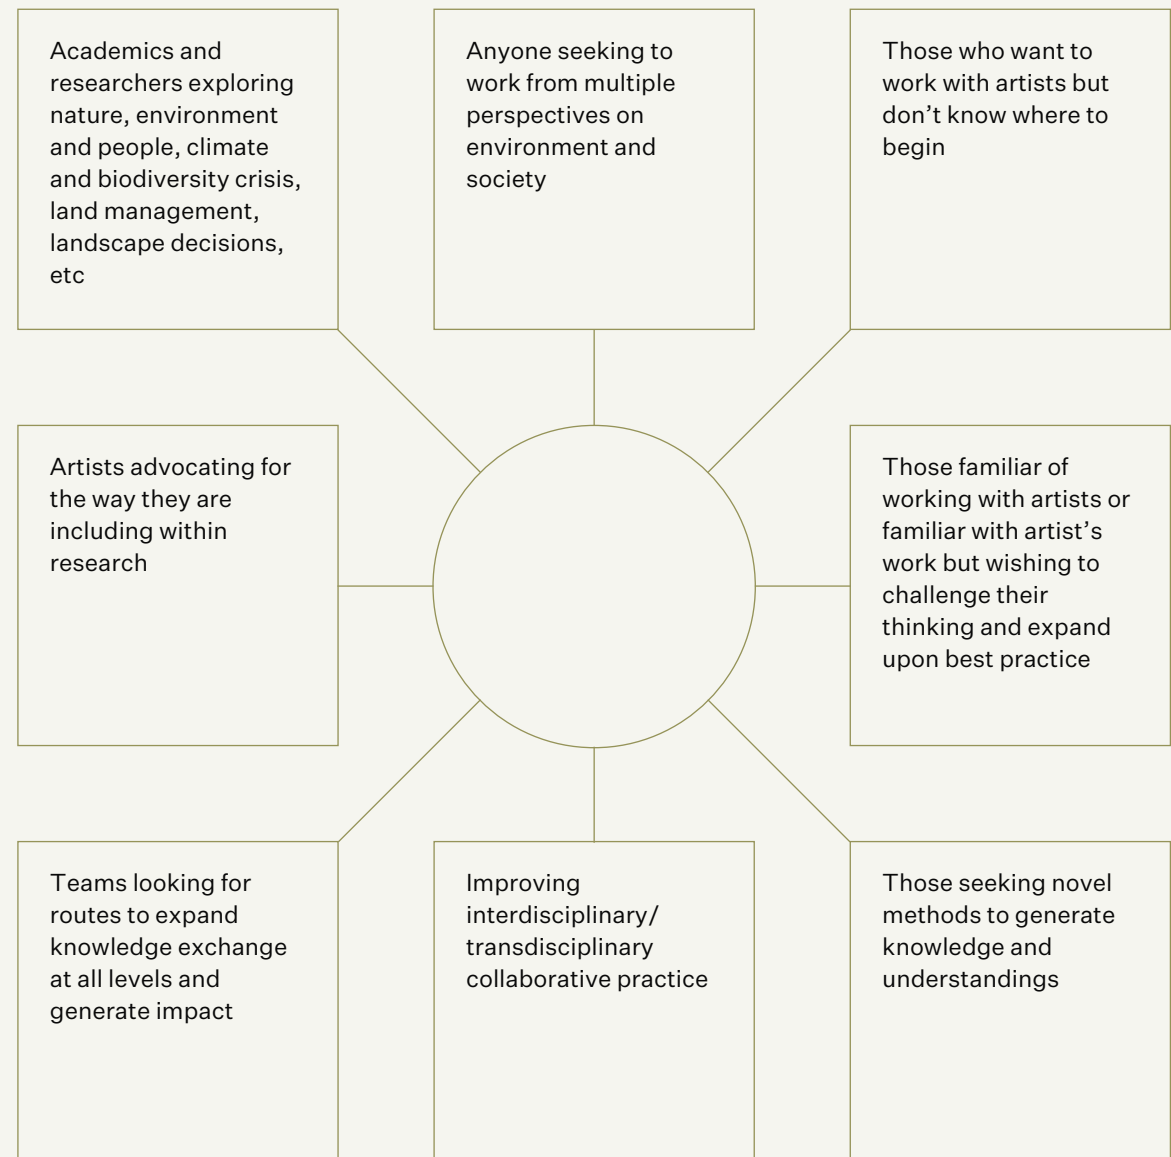 Academics and
researchers exploring
nature, environment
and people, climate
and biodiversity crisis,
land management,
landscape decisions,
etc
Anyone seeking to
work from multiple
perspectives on
environment and
society
Those who want to
work with artists but
don’t know where to
begin
Artists advocating for
the way they are
including within
research
Those familiar of
working with artists or
familiar with artist’s
work but wishing to
challenge their
thinking and expand
upon best practice
Teams looking for
routes to expand
knowledge exchange
at all levels and
generate impact
Improving
interdisciplinary/
transdisciplinary
collaborative practice
Those seeking novel
methods to generate
knowledge and
understandings